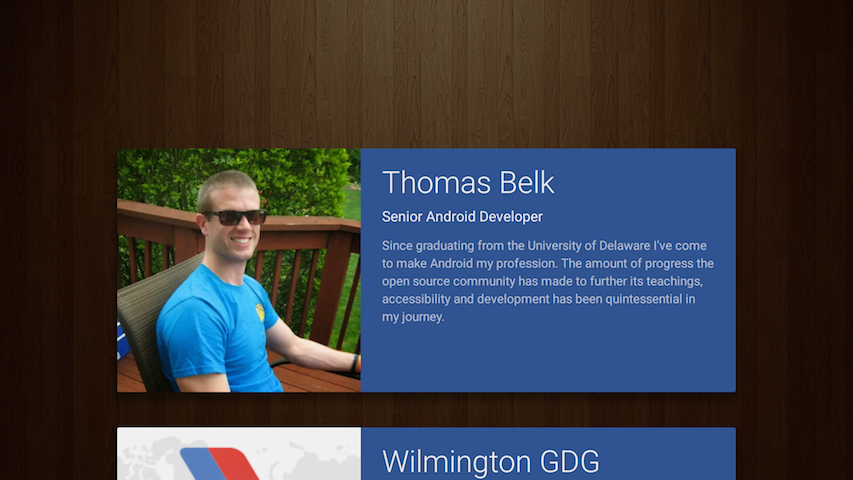 Thomas Belk
Senior Android Developer
Since graduating from the University of Delaware I've come
to make Android my profession. The amount of progress the
open source community has made to further its teachings,
accessibility and development has been quintessential in
my journey.
Wilmington GDG